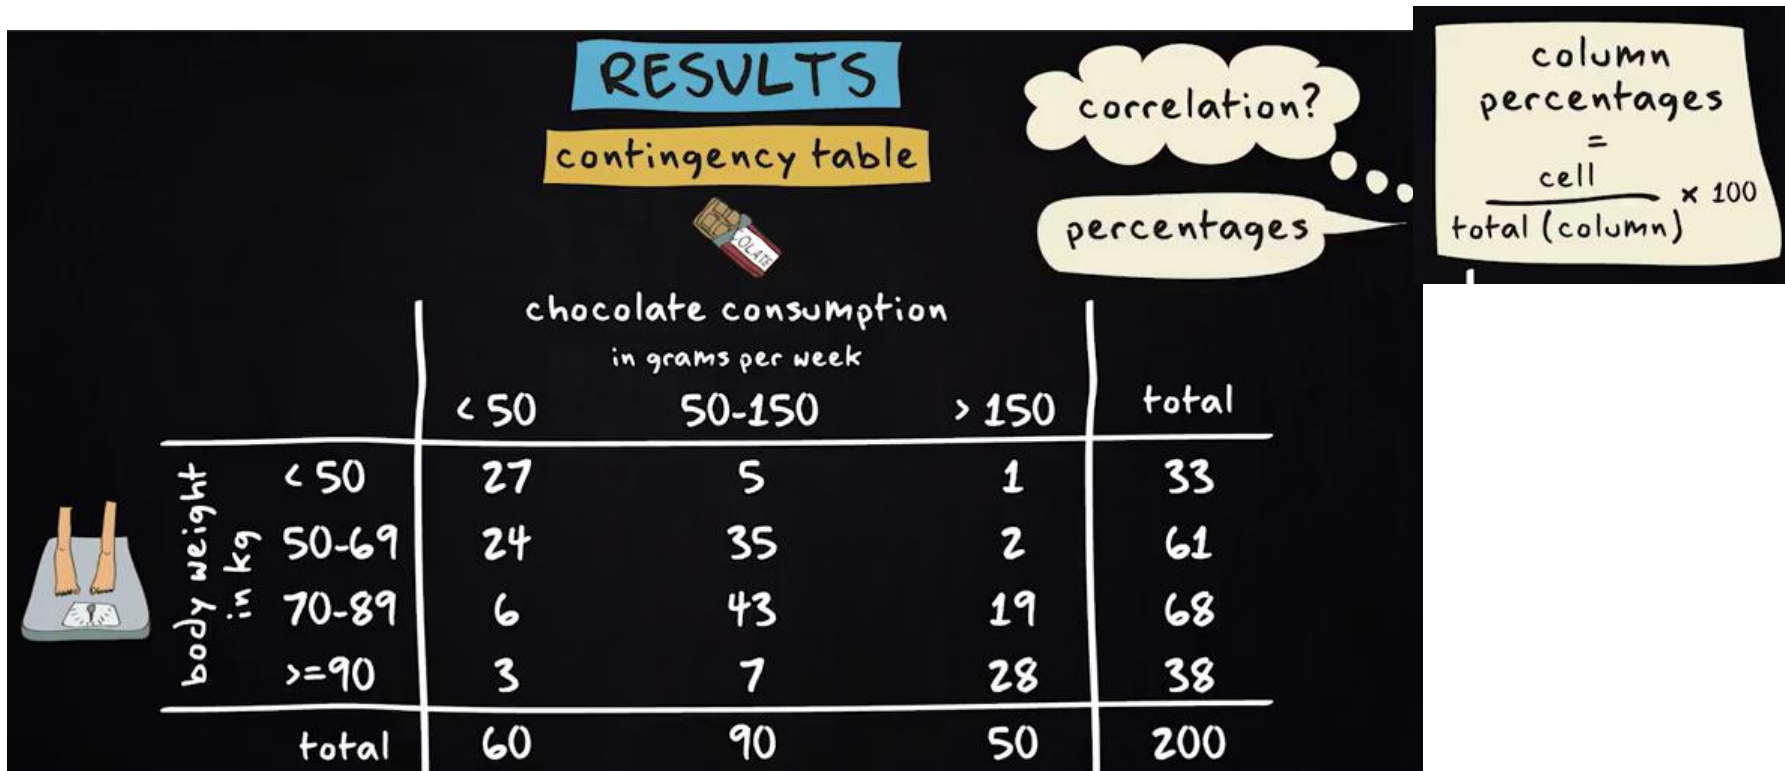 RESULTS
contingency table
correlation?
percentages
column
percentages
=
cell
total (column)
× 100
OLATE
chocolate consumption
in grams per week
< 50 50-150 > 150 total
body weight
in kg
< 50 27 5 1 33
50-69 24 35 2 61
70-89 6 43 19 68
>=90 3 7 28 38
total 60 90 50 200